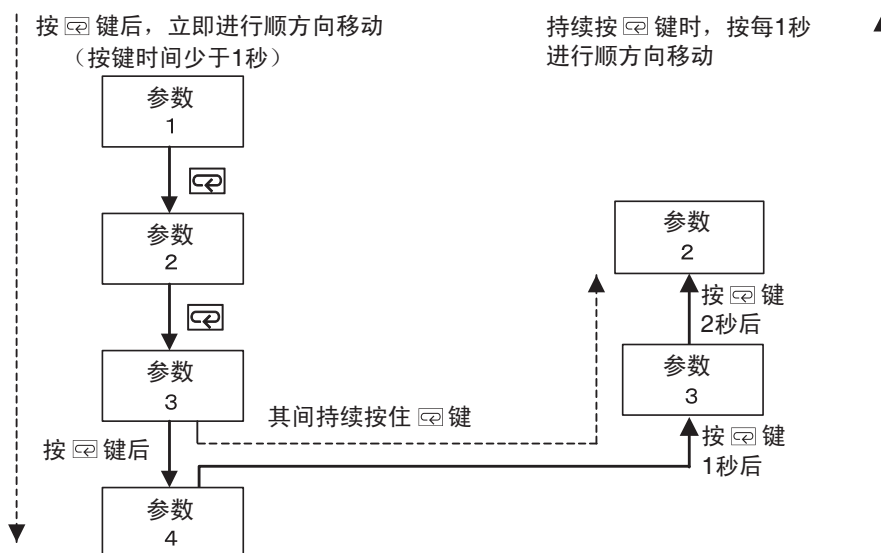 按 键后，立即进行顺方向移动
（按键时间少于1秒）
参数
1
参数
2
参数
3
按 键后
参数
4
其间持续按住 键
持续按 键时，按每1秒
进行顺方向移动
参数
2
按 键
2秒后
参数
3
按 键
1秒后